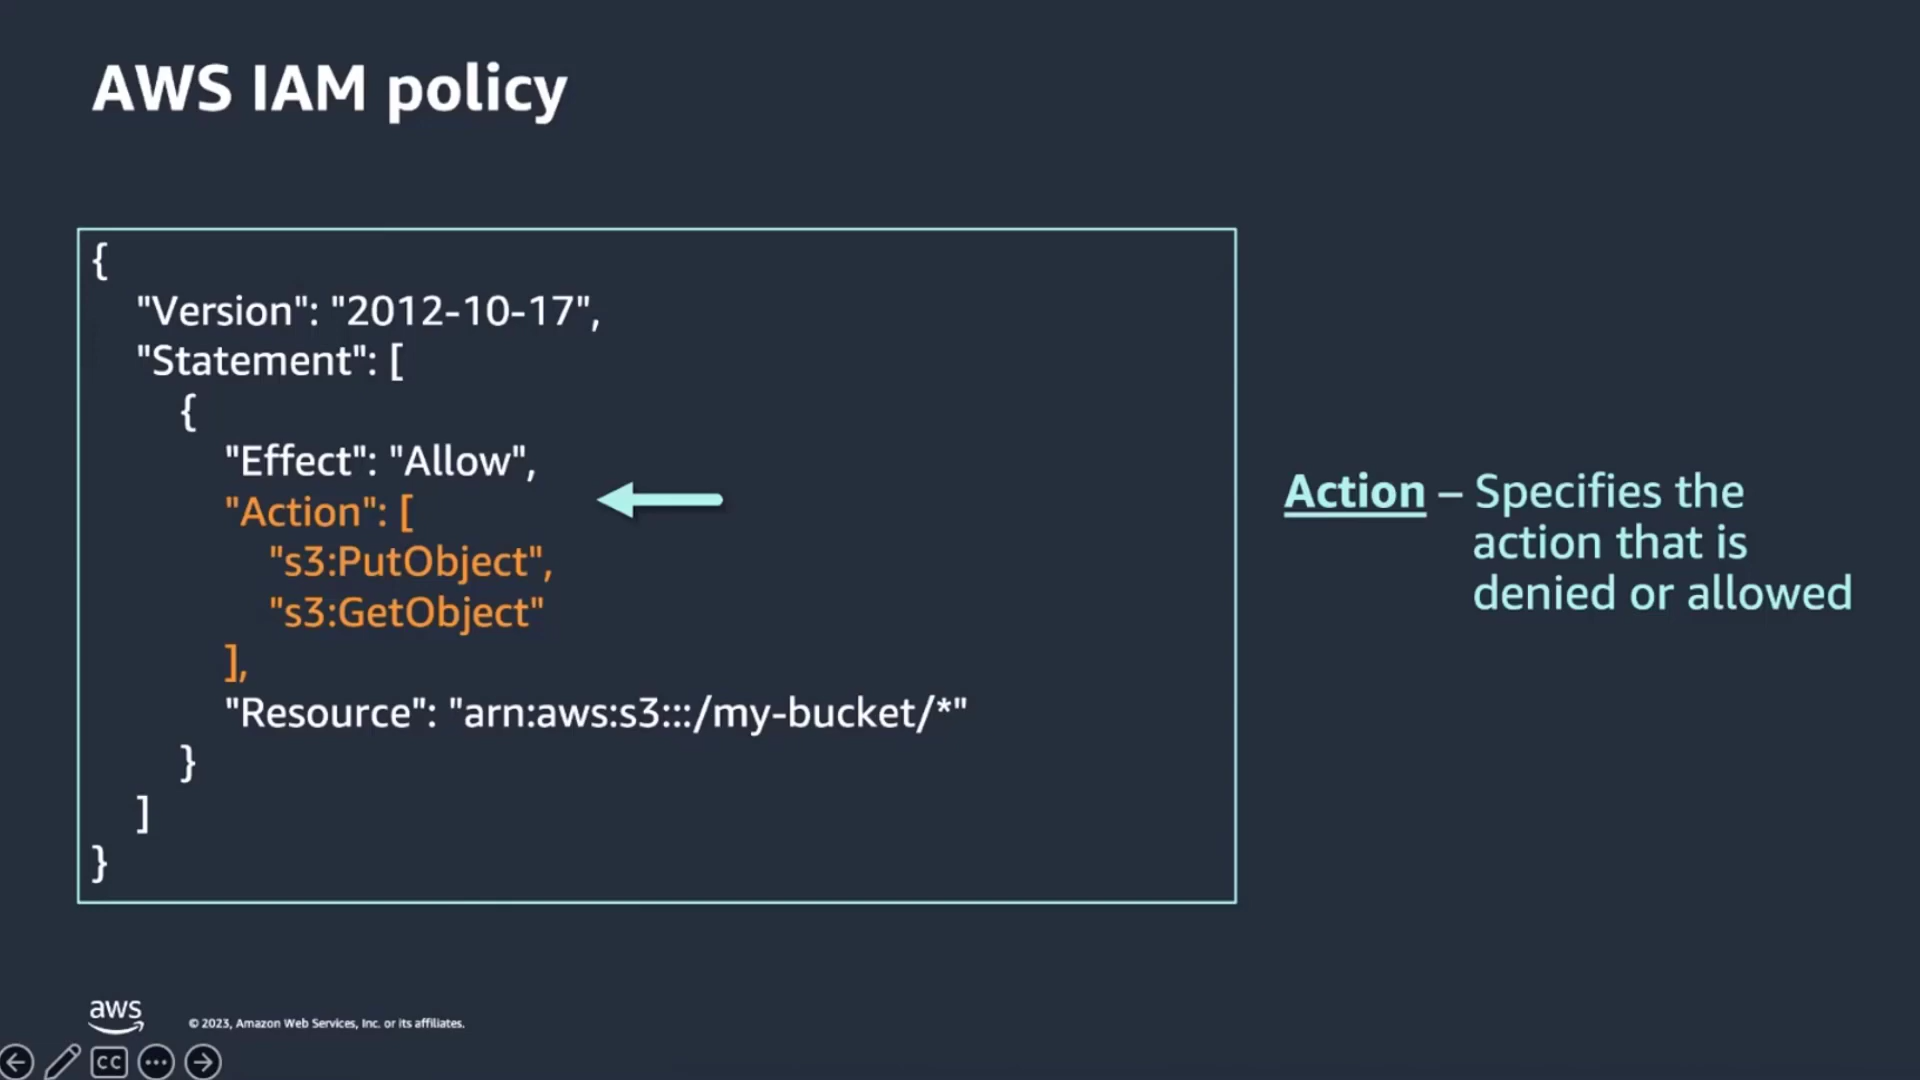 AWS IAM policy
{
"Version": "2012-10-17",
"Statement": [
{
"Effect": "Allow",
"Action": [
"s3:PutObject",
"s3:GetObject"
],
"Resource": "arn:aws:s3:::/my-bucket/*"
}
]
}
Action – Specifies the
action that is
denied or allowed
aws
© 2023, Amazon Web Services, Inc. or its affiliates.
CC